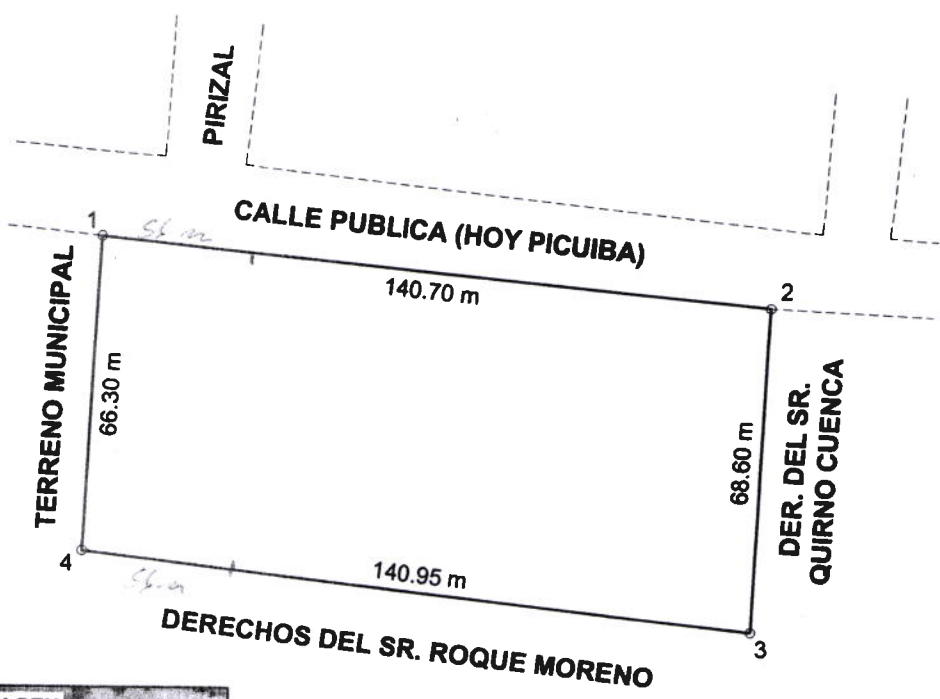 PIRIZAL
1
CALLE PUBLICA (HOY PICUIBA)
140.70 m
2
TERRENO MUNICIPAL
66.30 m
68.60 m
DER. DEL SR.
QUIRNO CUENCA
4
140.95 m
3
DERECHOS DEL SR. ROQUE MORENO